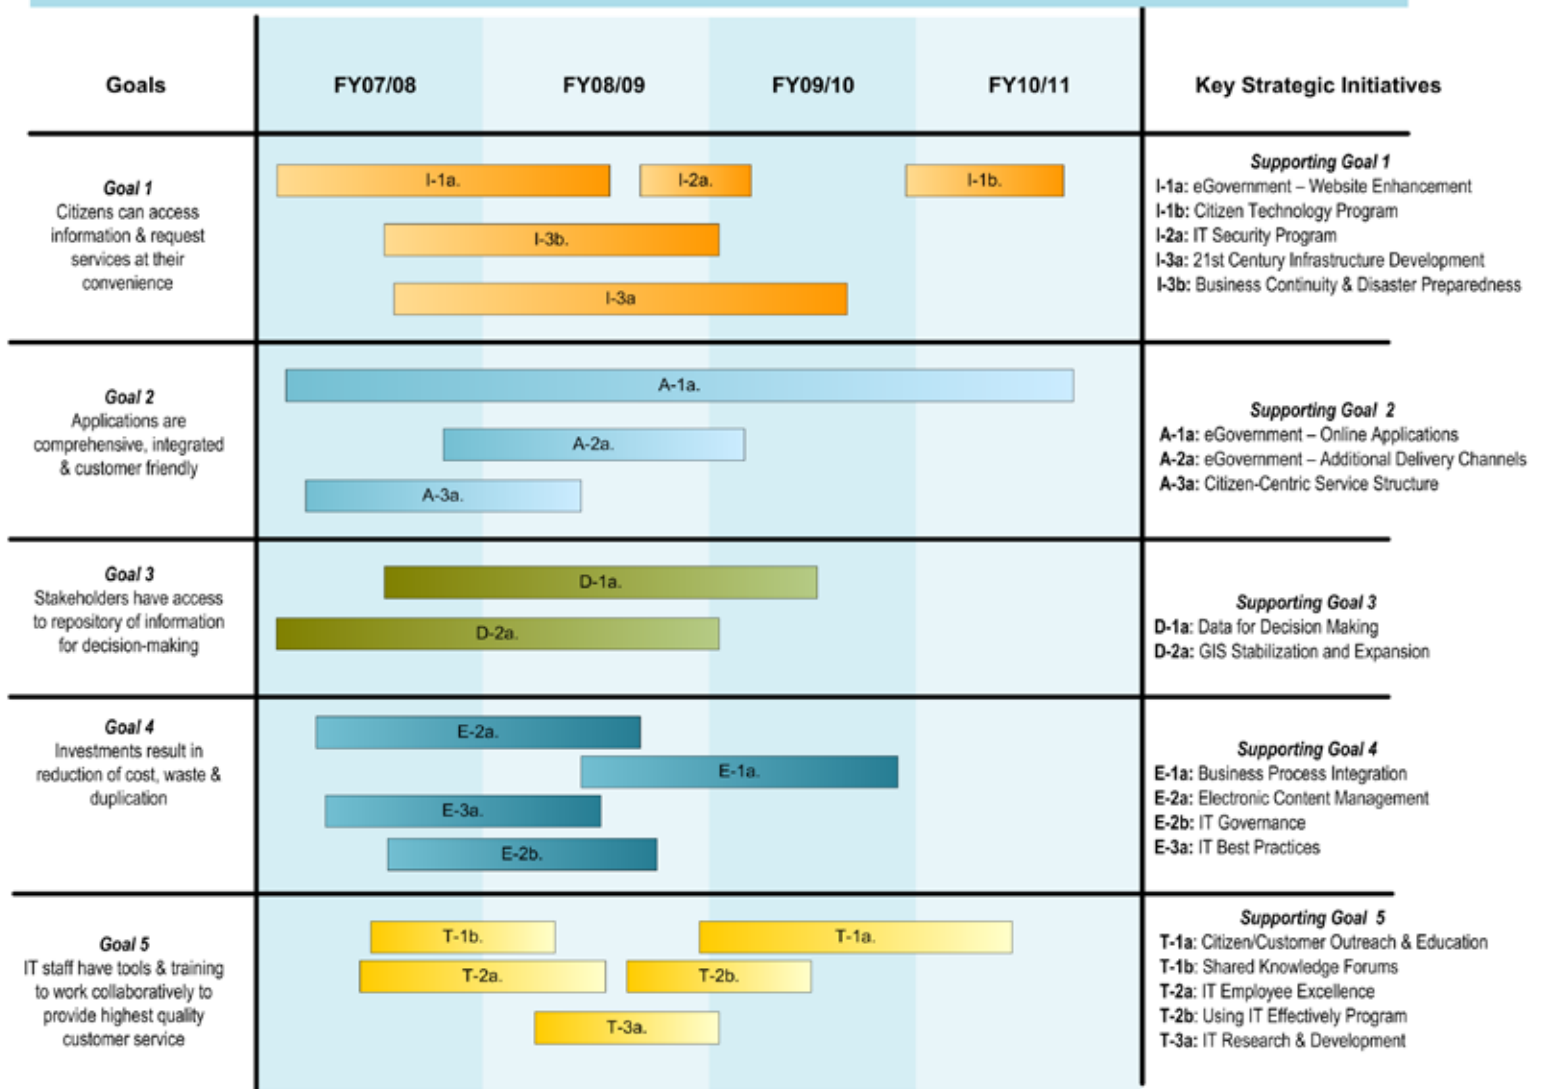 Goals
FY07/08
FY08/09
FY09/10
FY10/11
Key Strategic Initiatives
Goal 1
Citizens can access
information & request
services at their
convenience
I-1a.
I-2a.
I-1b.
I-3b.
I-3a
Supporting Goal 1
I-1a: eGovernment – Website Enhancement
I-1b: Citizen Technology Program
I-2a: IT Security Program
I-3a: 21st Century Infrastructure Development
I-3b: Business Continuity & Disaster Preparedness
Goal 2
Applications are
comprehensive, integrated
& customer friendly
A-1a.
A-2a.
A-3a.
Supporting Goal 2
A-1a: eGovernment – Online Applications
A-2a: eGovernment – Additional Delivery Channels
A-3a: Citizen-Centric Service Structure
Goal 3
Stakeholders have access
to repository of information
for decision-making
D-1a.
D-2a.
Supporting Goal 3
D-1a: Data for Decision Making
D-2a: GIS Stabilization and Expansion
Goal 4
Investments result in
reduction of cost, waste &
duplication
E-2a.
E-1a.
E-3a.
E-2b.
Supporting Goal 4
E-1a: Business Process Integration
E-2a: Electronic Content Management
E-2b: IT Governance
E-3a: IT Best Practices
Goal 5
IT staff have tools & training
to work collaboratively to
provide highest quality
customer service
T-1b.
T-1a.
T-2a.
T-2b.
T-3a.
Supporting Goal 5
T-1a: Citizen/Customer Outreach & Education
T-1b: Shared Knowledge Forums
T-2a: IT Employee Excellence
T-2b: Using IT Effectively Program
T-3a: IT Research & Development